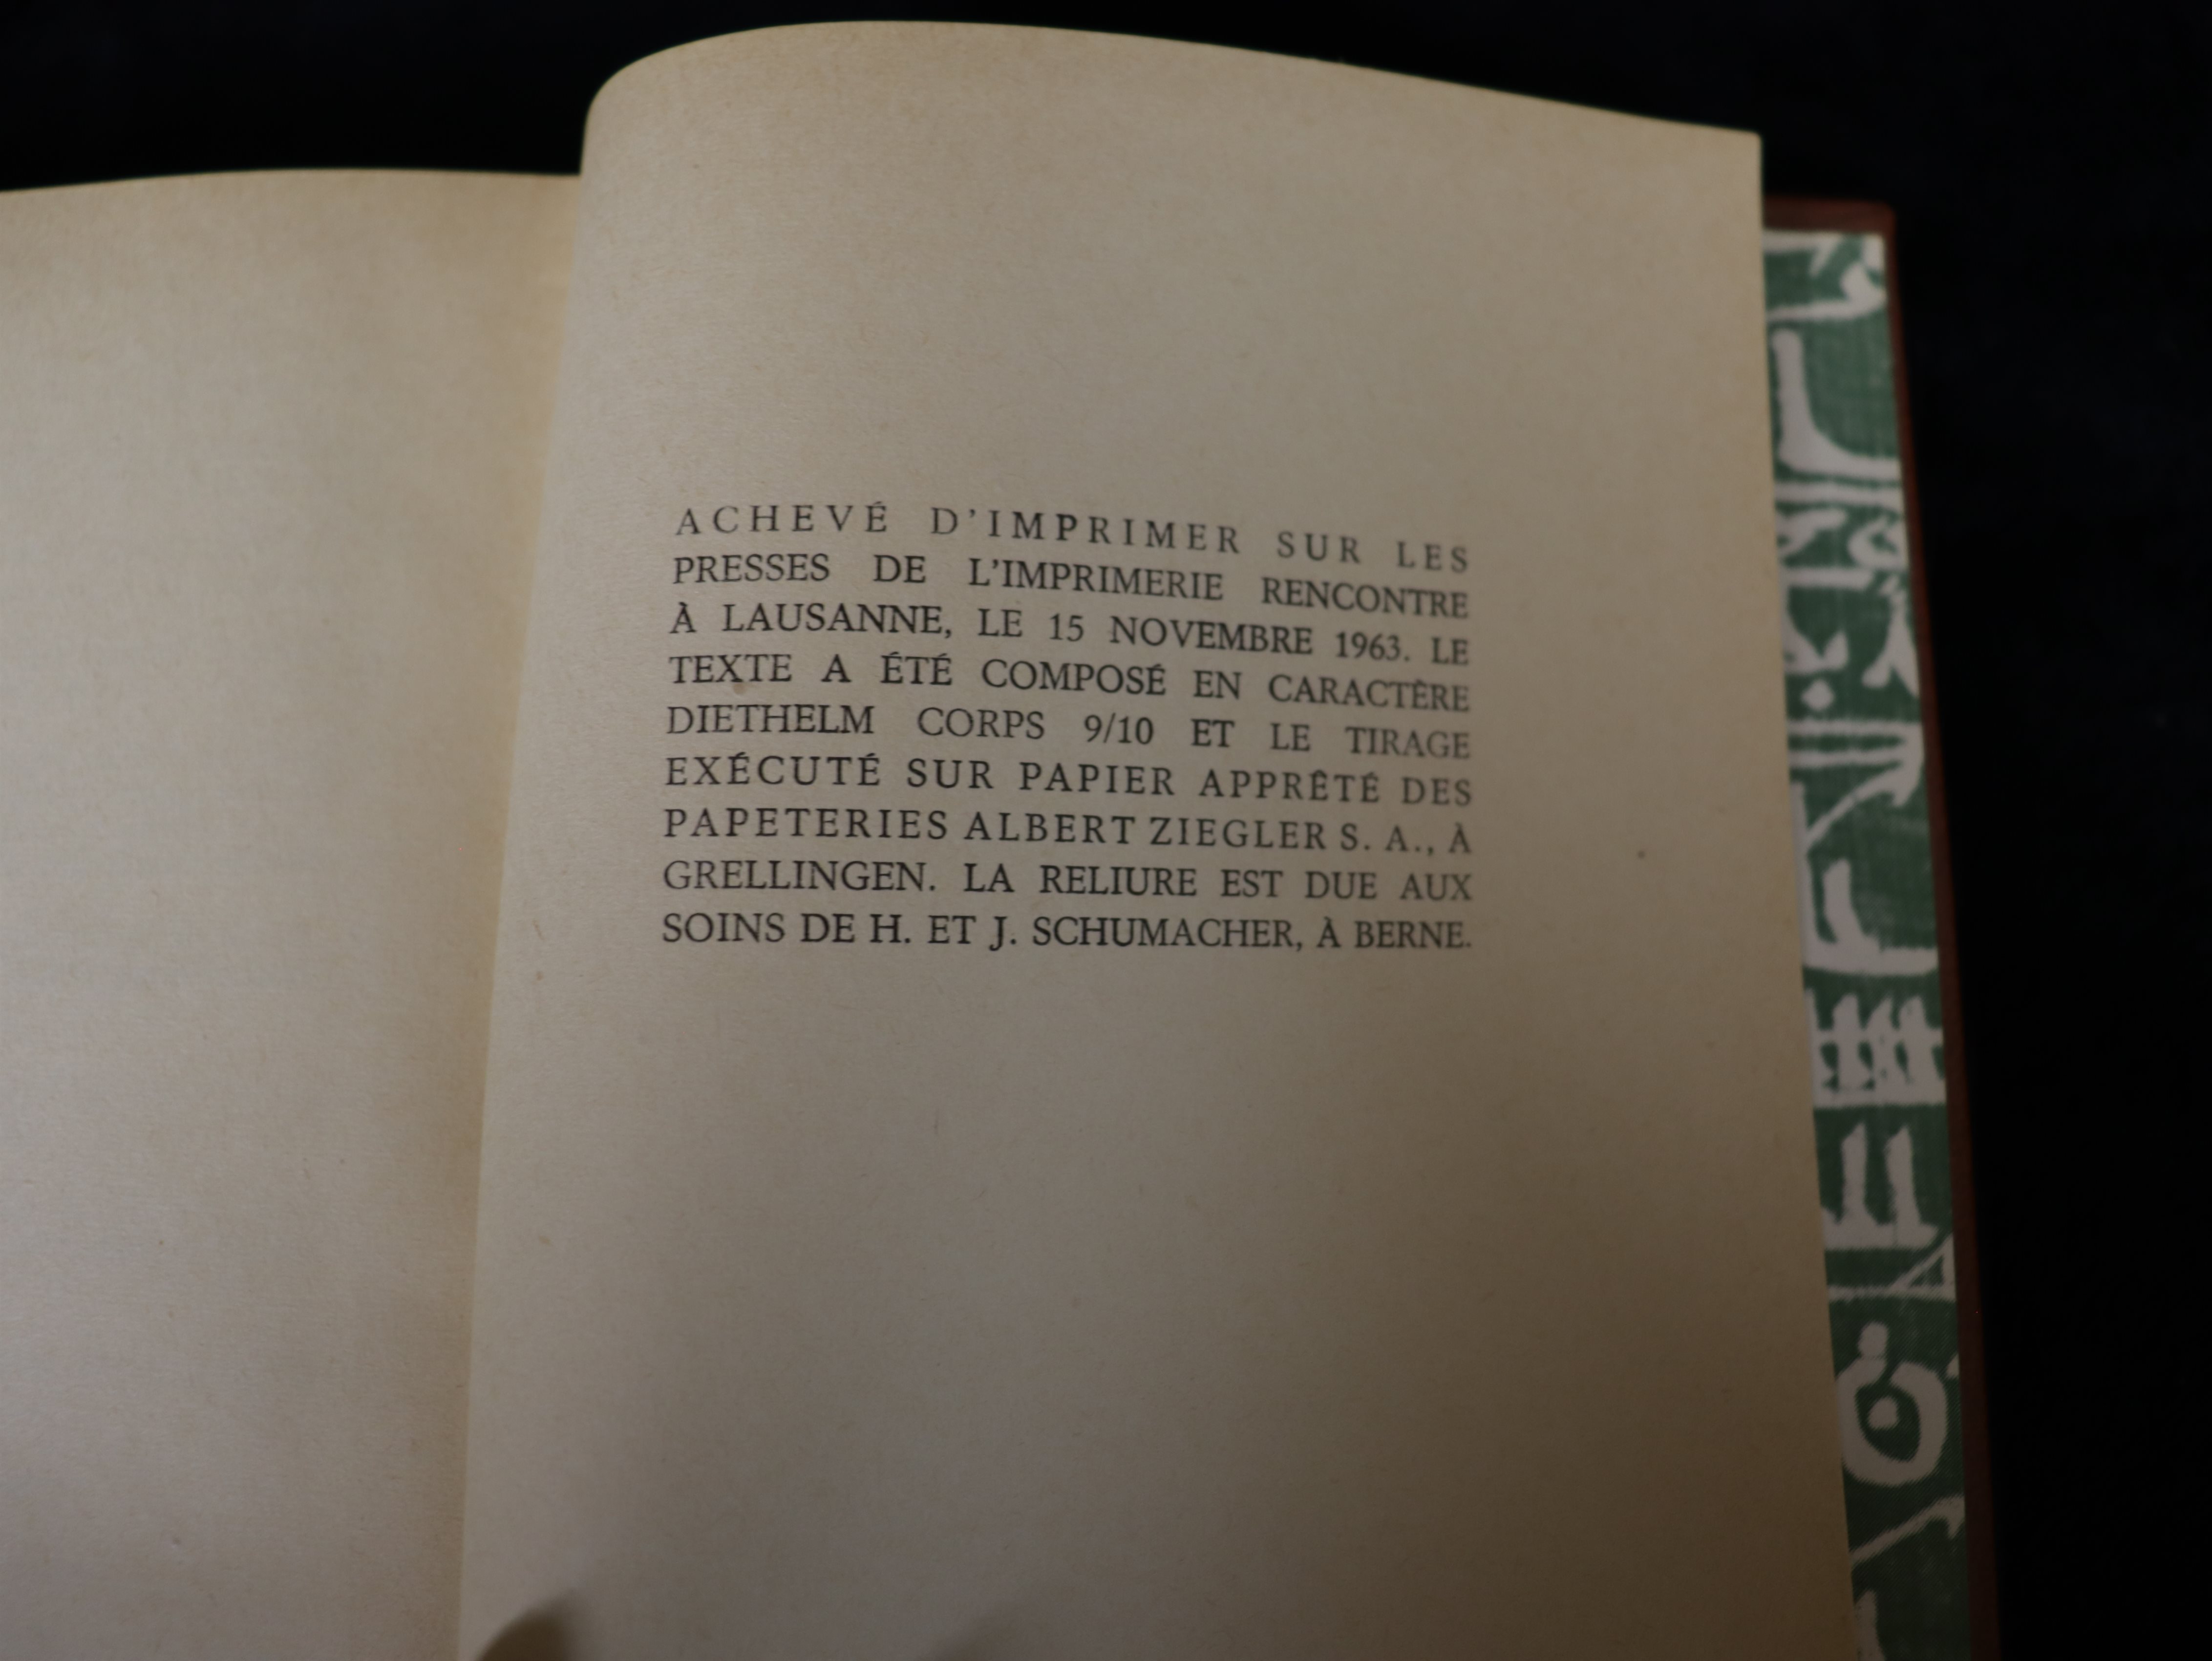 ACHEVÉ D'IMPRIMER SUR LES
PRESSES DE L'IMPRIMERIE RENCONTRE
À LAUSANNE, LE 15 NOVEMBRE 1963. LE
TEXTE A ÉTÉ COMPOSÉ EN CARACTÈRE
DIETHELM CORPS 9/10 ET LE TIRAGE
EXÉCUTÉ SUR PAPIER APPRÊTÉ DES
PAPETERIES ALBERT ZIEGLER S. A., À
GRELLINGEN. LA RELIURE EST DUE AUX
SOINS DE H. ET J. SCHUMACHER, À BERNE.